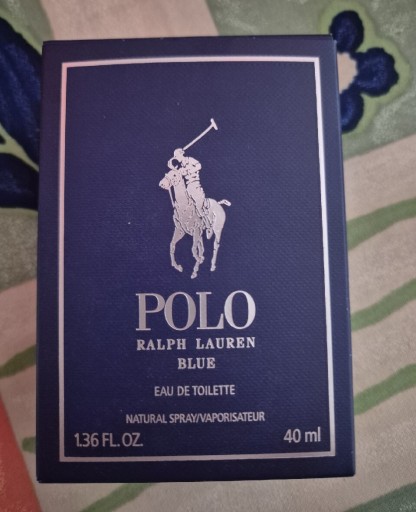 POLO
RALPH LAUREN
BLUE
EAU DE TOILETTE
NATURAL SPRAY/VAPORISATEUR
1.36 FL. OZ. 40 ml